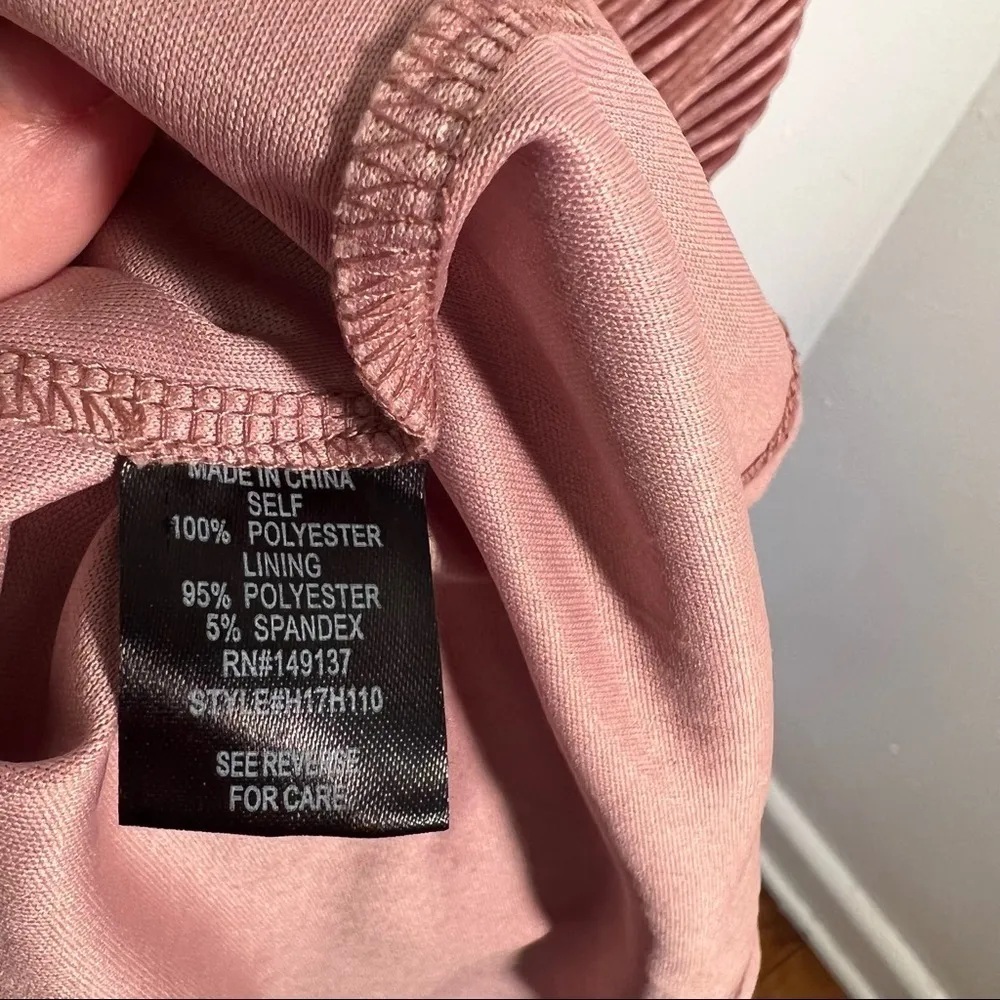 MADE IN CHINA
SELF
100% POLYESTER
LINING
95% POLYESTER
5% SPANDEX
RN#149137
STYLE#H17H110
SEE REVERSE
FOR CARE